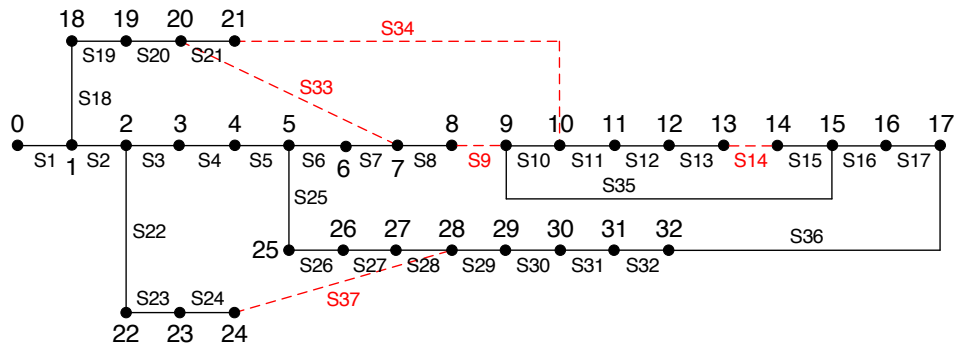 18 19 20 21 S34
S19 S20 S21
S33
S18
0 2 3 4 5 8 9 10 11 12 13 14 15 16 17
S1 S2 S3 S4 S5 S6 S7 S8 S9 S10 S11 S12 S13 S14 S15 S16 S17
1 6 7
S35
S25
S22
26 27 28 29 30 31 32 S36
25
S26 S27 S28 S29 S30 S31 S32
S23 S24 S37
22 23 24